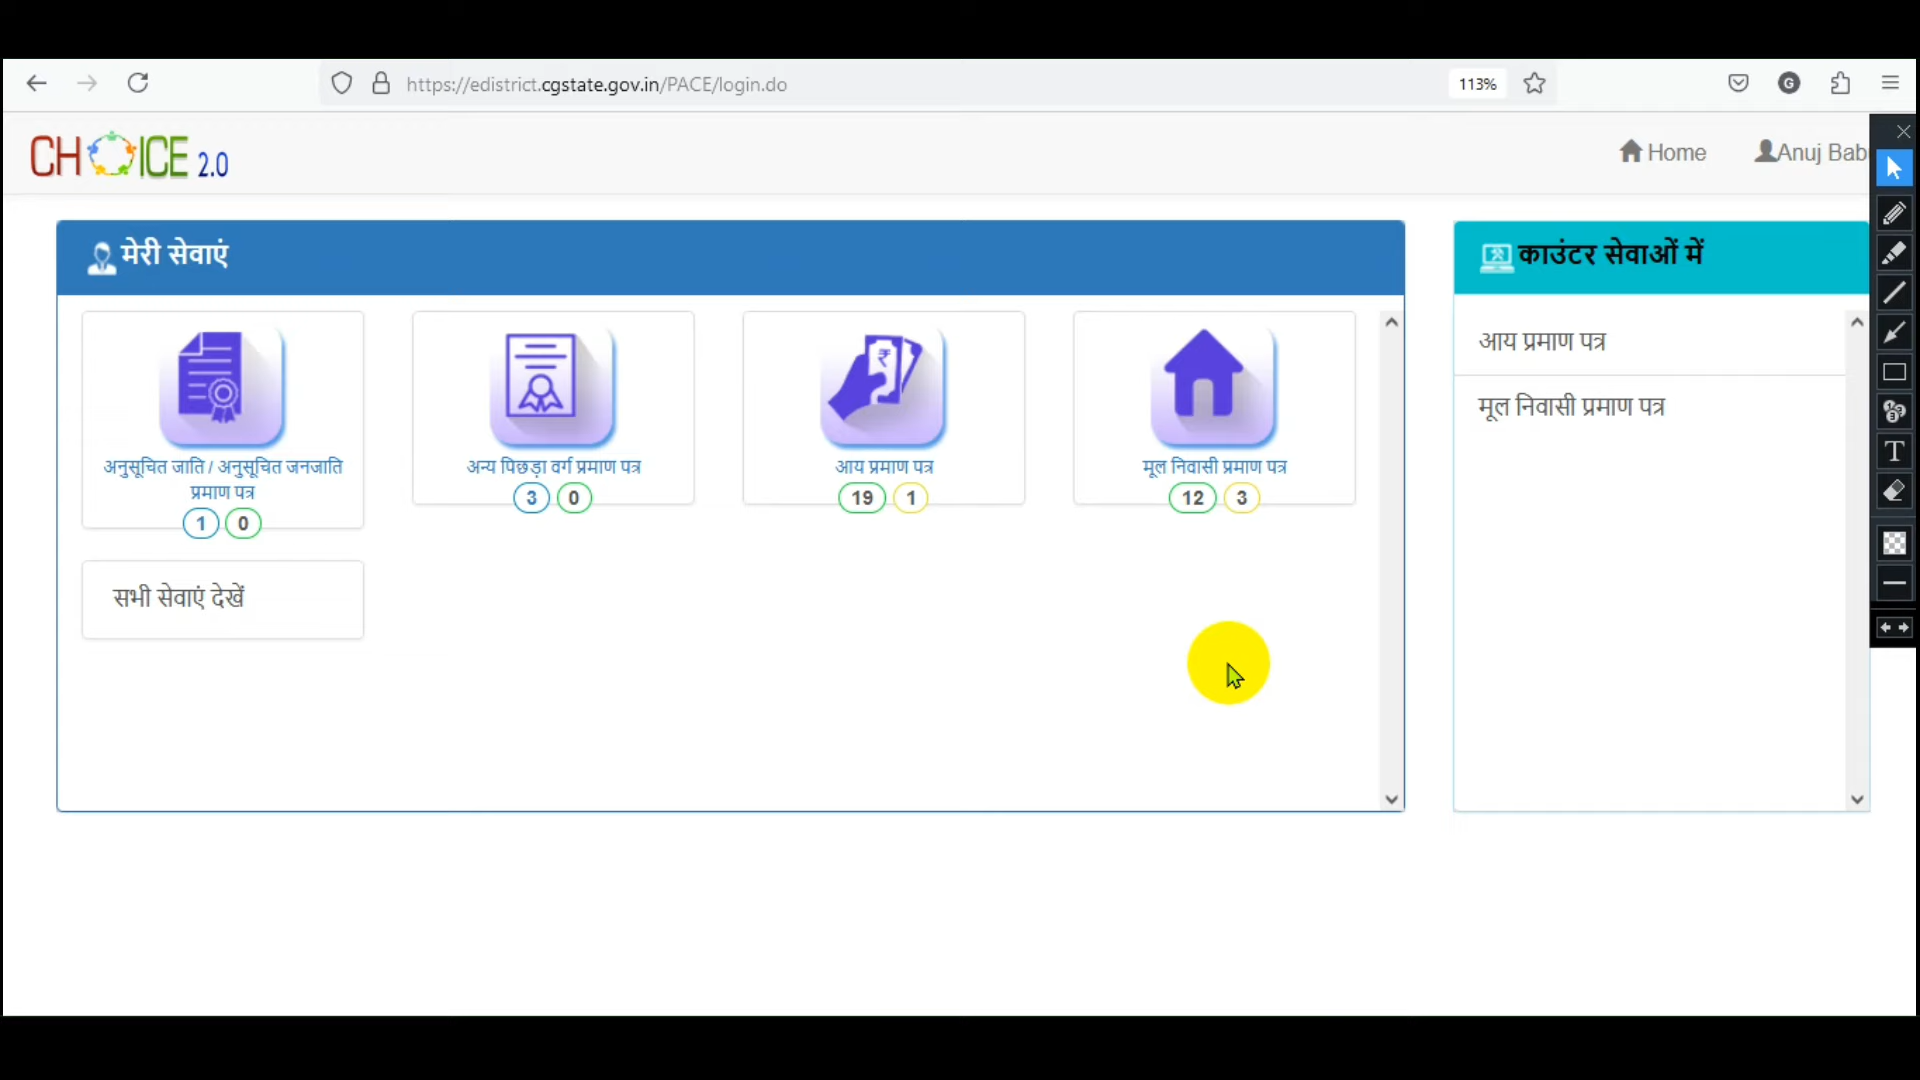 https://edistrict.cgstate.gov.in/PACE/login.do
113%
G
CHOICE 2.0
Home
Anuj Bab
मेरी सेवाएं
काउंटर सेवाओं में
अनुसूचित जाति / अनुसूचित जनजाति
प्रमाण पत्र
1 0
अन्य पिछड़ा वर्ग प्रमाण पत्र
3 0
आय प्रमाण पत्र
19 1
मूल निवासी प्रमाण पत्र
12 3
सभी सेवाएं देखें
आय प्रमाण पत्र
मूल निवासी प्रमाण पत्र
T